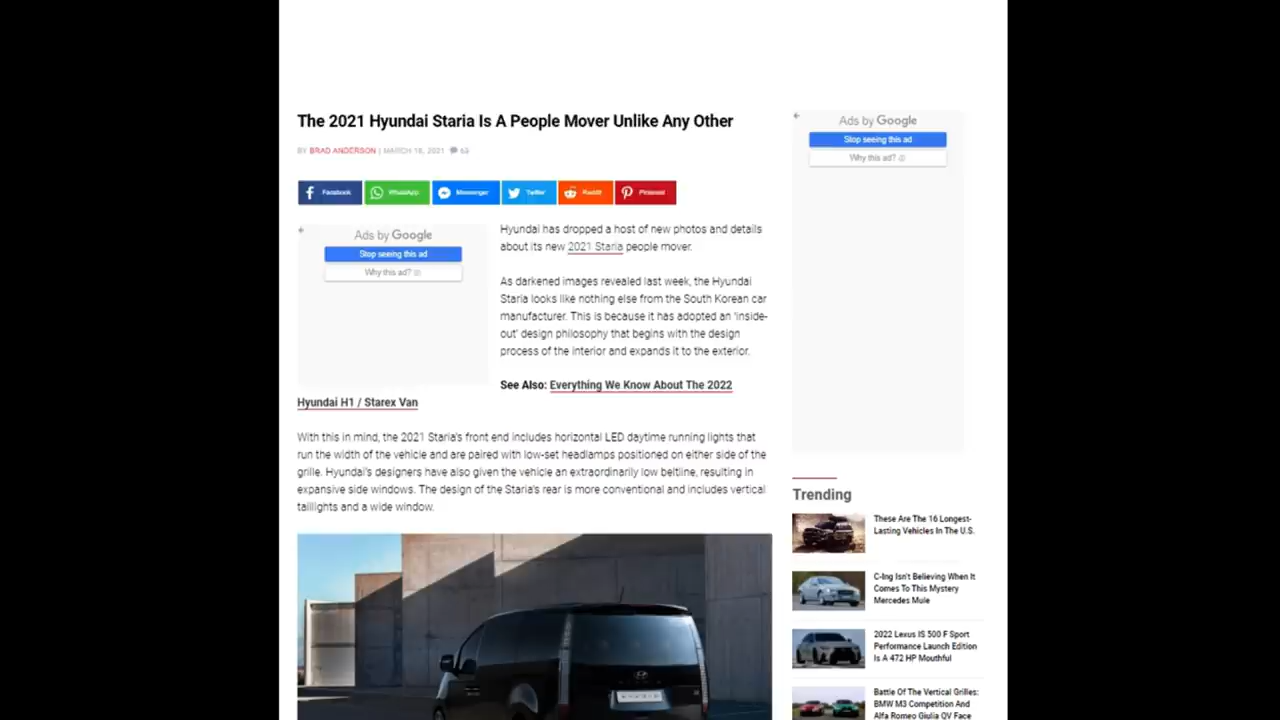 The 2021 Hyundai Staria Is A People Mover Unlike Any Other
BY BRAD ANDERSON | MARCH 18, 2021 63
Facebook
WhatsApp
Messenger
Twitter
Reddit
Pinterest
Ads by Google
Stop seeing this ad
Why this ad?
Hyundai has dropped a host of new photos and details
about its new 2021 Staria people mover.
As darkened images revealed last week, the Hyundai
Staria looks like nothing else from the South Korean car
manufacturer. This is because it has adopted an 'inside-
out' design philosophy that begins with the design
process of the interior and expands it to the exterior.
See Also: Everything We Know About The 2022
Hyundai H1 / Starex Van
With this in mind, the 2021 Staria's front end includes horizontal LED daytime running lights that
run the width of the vehicle and are paired with low-set headlamps positioned on either side of the
grille. Hyundai's designers have also given the vehicle an extraordinarily low beltline, resulting in
expansive side windows. The design of the Staria's rear is more conventional and includes vertical
taillights and a wide window.
Ads by Google
Stop seeing this ad
Why this ad?
Trending
These Are The 16 Longest-
Lasting Vehicles In The U.S.
C-Ing Isn't Believing When It
Comes To This Mystery
Mercedes Mule
2022 Lexus IS 500 F Sport
Performance Launch Edition
Is A 472 HP Mouthful
Battle Of The Vertical Grilles:
BMW M3 Competition And
Alfa Romeo Giulia QV Face